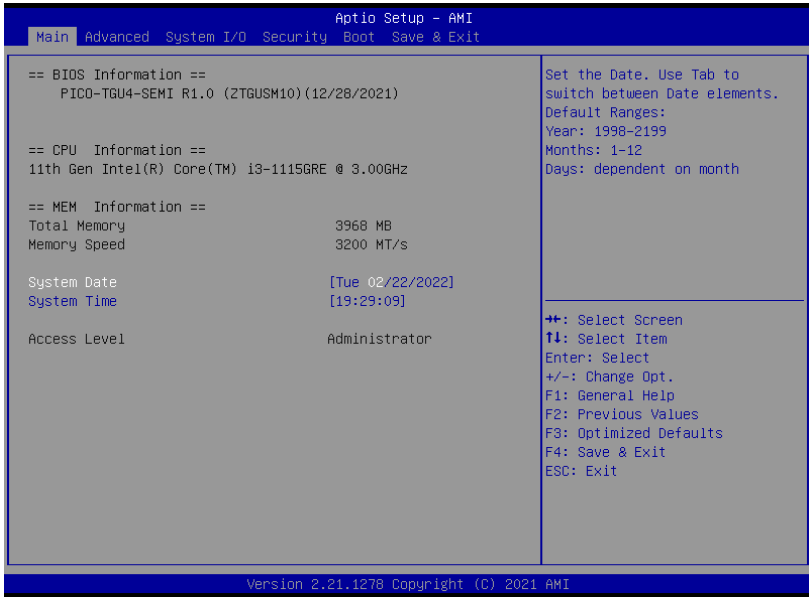 Aptio Setup – AMI
Main Advanced System I/O Security Boot Save & Exit
== BIOS Information ==
PICO-TGU4-SEMI R1.0 (ZTGUSM10)(12/28/2021)
== CPU Information ==
11th Gen Intel(R) Core(TM) i3-1115GRE @ 3.00GHz
== MEM Information ==
Total Memory 3968 MB
Memory Speed 3200 MT/s
System Date [Tue 02/22/2022]
System Time [19:29:09]
Access Level Administrator
Set the Date. Use Tab to
switch between Date elements.
Default Ranges:
Year: 1998-2199
Months: 1-12
Days: dependent on month
→←: Select Screen
↑↓: Select Item
Enter: Select
+/-: Change Opt.
F1: General Help
F2: Previous Values
F3: Optimized Defaults
F4: Save & Exit
ESC: Exit
Version 2.21.1278 Copyright (C) 2021 AMI